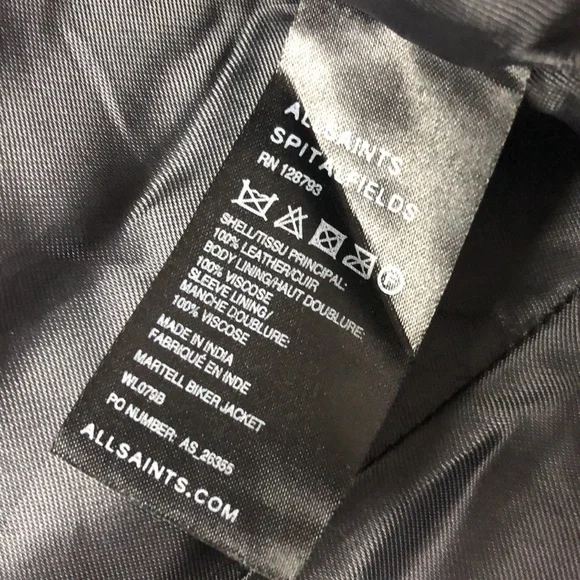 ALLSAINTS
SPITALFIELDS
RN 128793
SHELL/TISSU PRINCIPAL:
100% LEATHER/CUIR
BODY LINING/HAUT DOUBLURE:
100% VISCOSE
SLEEVE LINING/
MANCHE DOUBLURE:
100% VISCOSE
MADE IN INDIA
FABRIQUÉ EN INDE
MARTELL BIKER JACKET
WL079B
PO NUMBER: AS_26365
ALLSAINTS.COM